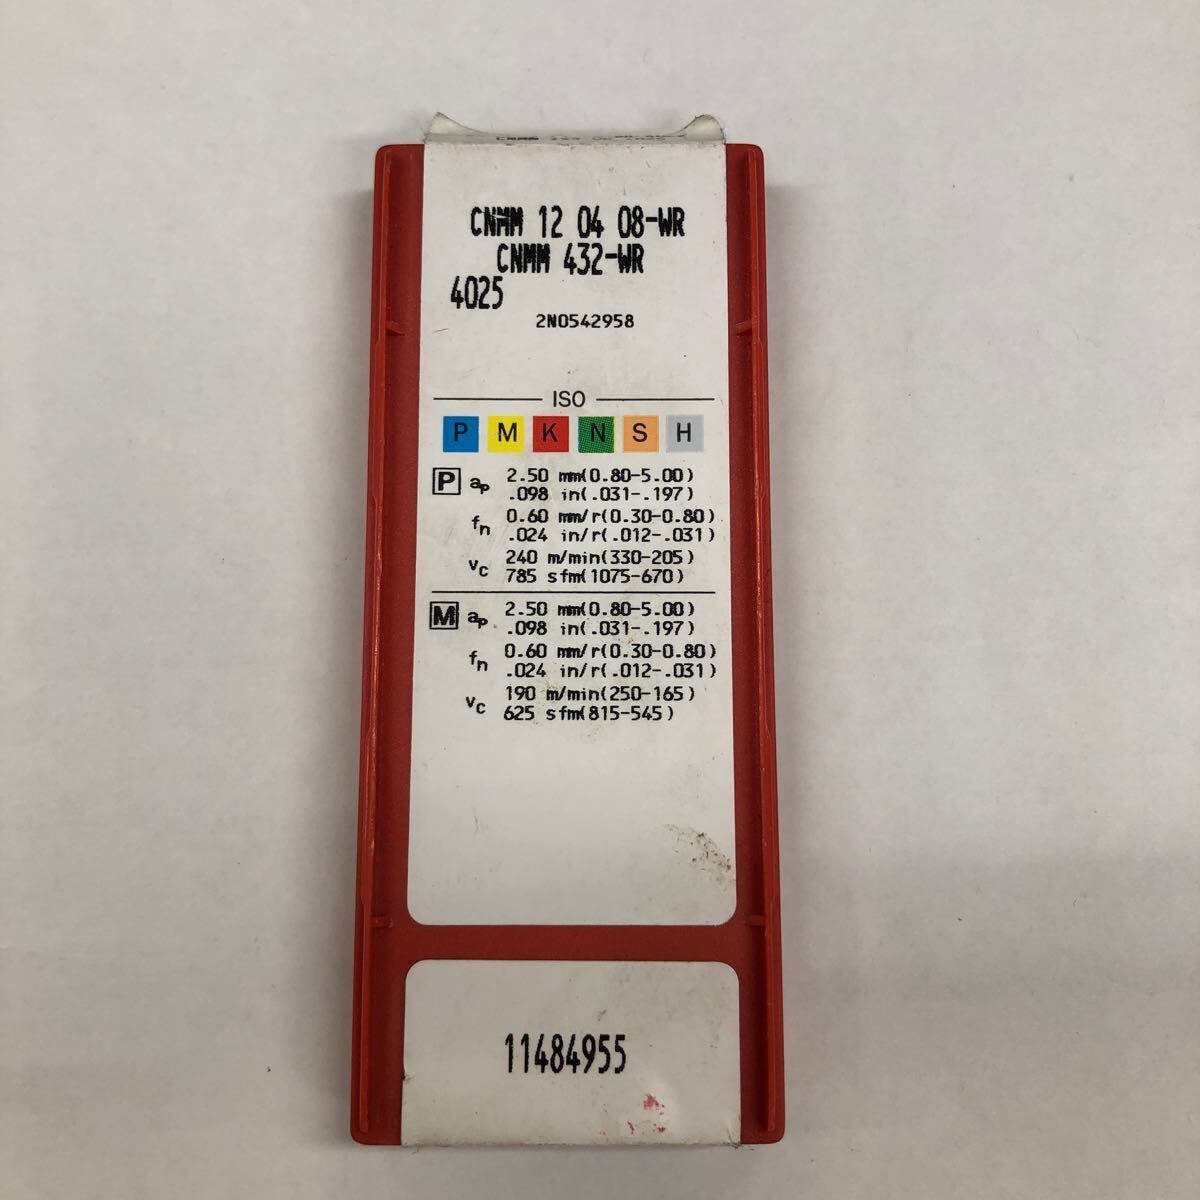 CNMM 12 04 08-WR
CNMM 432-WR
4025
2N0542958
ISO
P M K N S H
P ap 2.50 mm(0.80-5.00)
.098 in(.031-.197)
fn 0.60 mm/r(0.30-0.80)
.024 in/r(.012-.031)
vc 240 m/min(330-205)
785 sfm(1075-670)
M ap 2.50 mm(0.80-5.00)
.098 in(.031-.197)
fn 0.60 mm/r(0.30-0.80)
.024 in/r(.012-.031)
vc 190 m/min(250-165)
625 sfm(815-545)
11484955